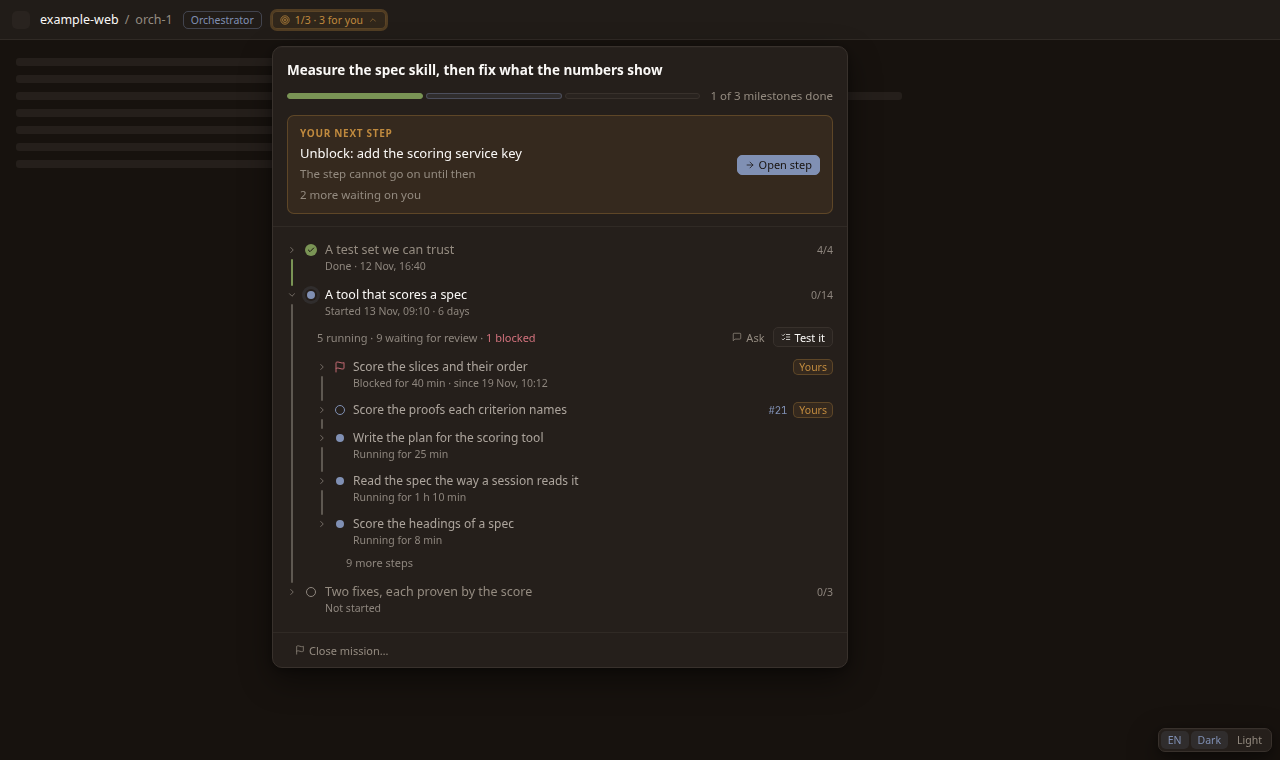 example-web / orch-1 Orchestrator 1/3 · 3 for you
Measure the spec skill, then fix what the numbers show
1 of 3 milestones done
YOUR NEXT STEP
Unblock: add the scoring service key
The step cannot go on until then
2 more waiting on you
Open step
A test set we can trust 4/4
Done · 12 Nov, 16:40
A tool that scores a spec 0/14
Started 13 Nov, 09:10 · 6 days
5 running · 9 waiting for review · 1 blocked Ask Test it
Score the slices and their order Yours
Blocked for 40 min · since 19 Nov, 10:12
Score the proofs each criterion names #21 Yours
Write the plan for the scoring tool
Running for 25 min
Read the spec the way a session reads it
Running for 1 h 10 min
Score the headings of a spec
Running for 8 min
9 more steps
Two fixes, each proven by the score 0/3
Not started
Close mission...
EN Dark Light